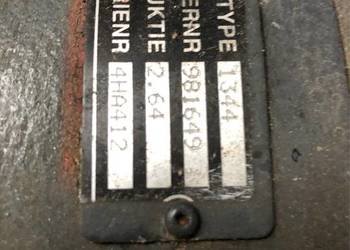 TYPE 1344
ERNR 981649
UKTIE 2.64
RIENR 4HA412